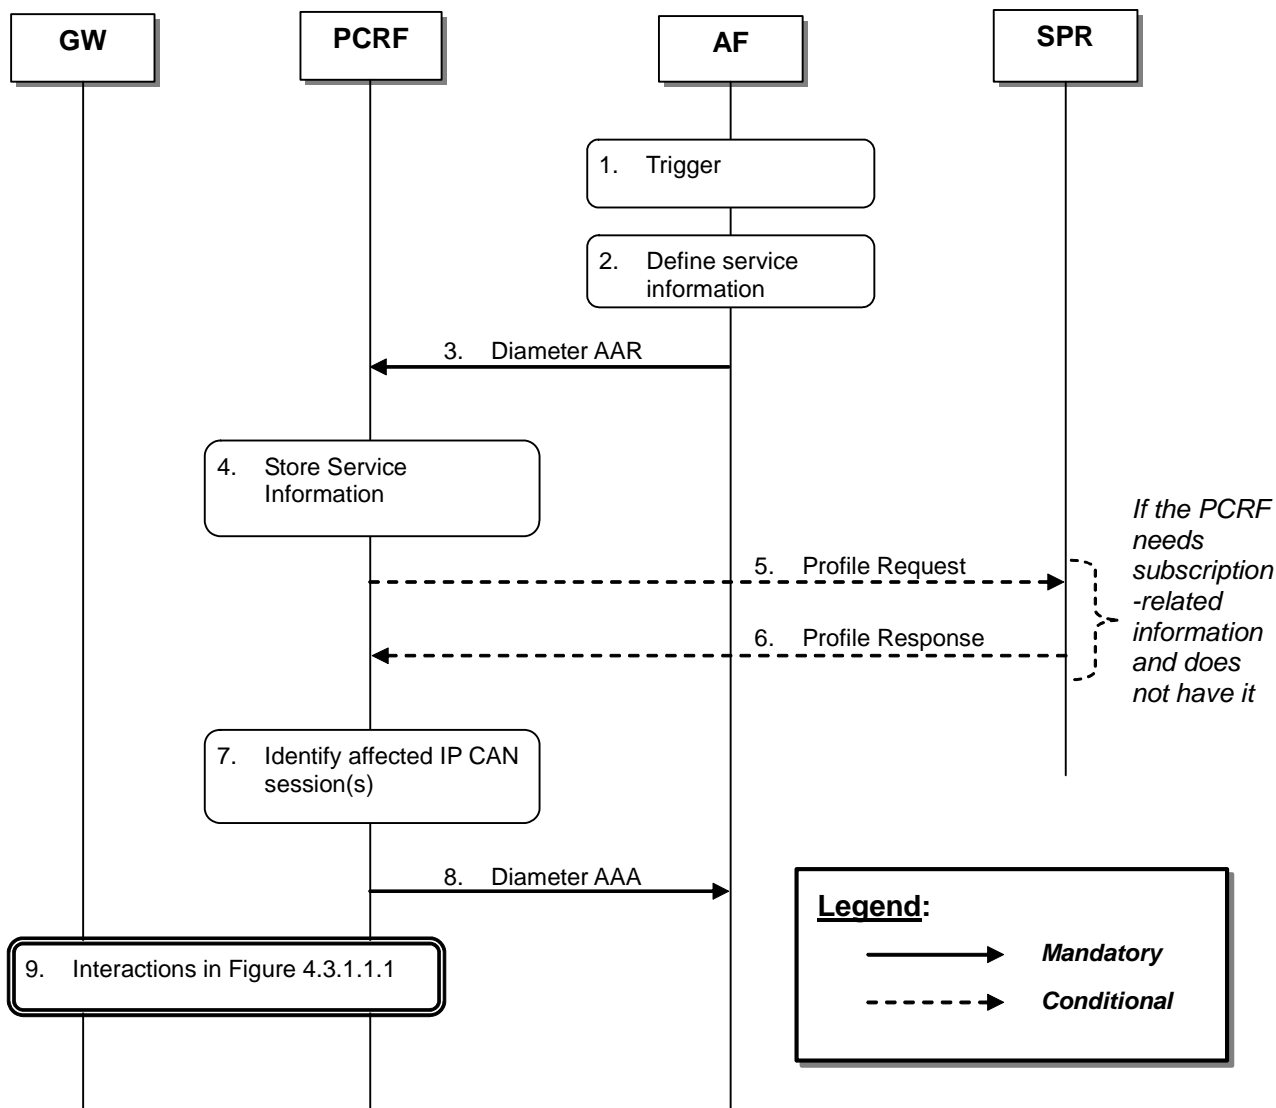 GW
PCRF
AF
SPR
1. Trigger
2. Define service
information
3. Diameter AAR
4. Store Service
Information
5. Profile Request
6. Profile Response
If the PCRF
needs
subscription
-related
information
and does
not have it
7. Identify affected IP CAN
session(s)
8. Diameter AAA
9. Interactions in Figure 4.3.1.1.1
Legend:
Mandatory
Conditional